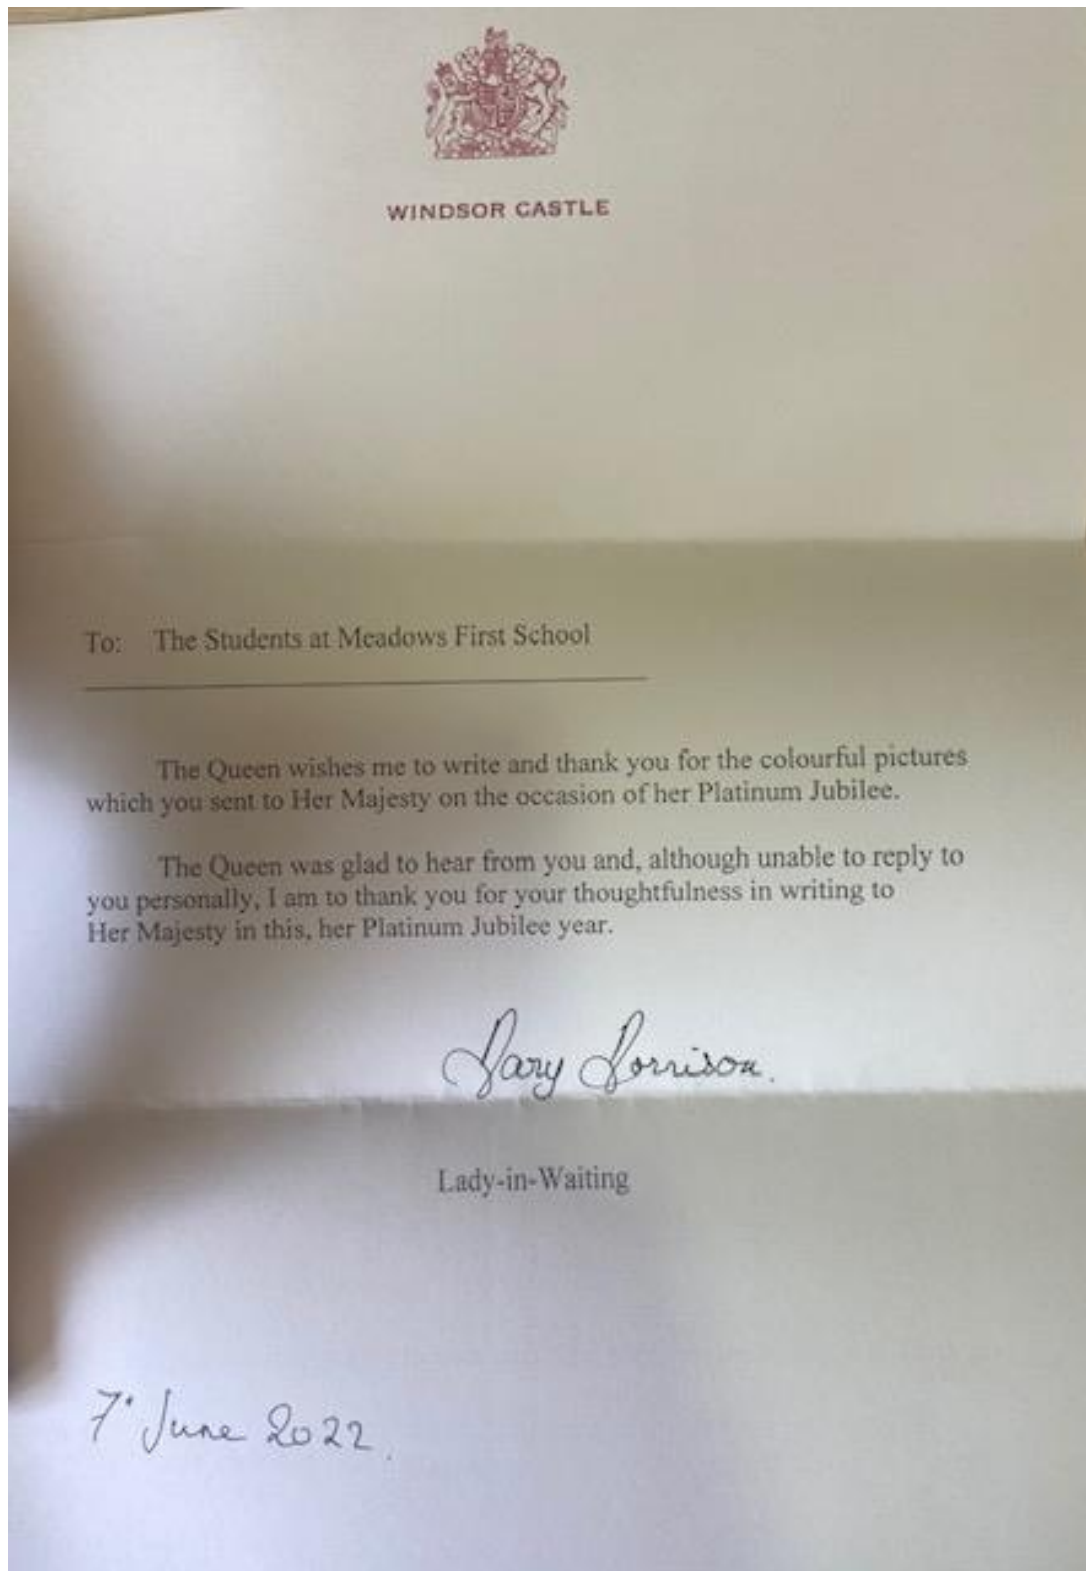 WINDSOR CASTLE
To: The Students at Meadows First School
The Queen wishes me to write and thank you for the colourful pictures
which you sent to Her Majesty on the occasion of her Platinum Jubilee.
The Queen was glad to hear from you and, although unable to reply to
you personally, I am to thank you for your thoughtfulness in writing to
Her Majesty in this, her Platinum Jubilee year.
Mary Morrison.
Lady-in-Waiting
7. June 2022.